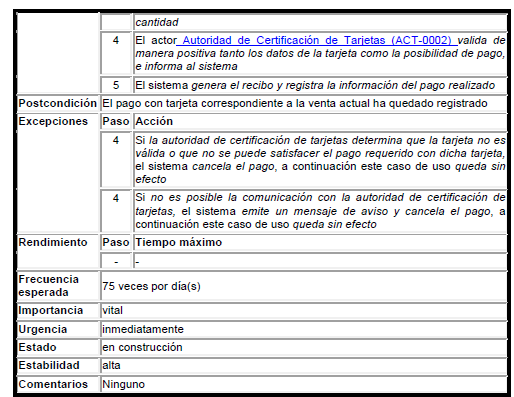 cantidad
4 El actor Autoridad de Certificación de Tarjetas (ACT-0002) valida de
manera positiva tanto los datos de la tarjeta como la posibilidad de pago,
e informa al sistema
5 El sistema genera el recibo y registra la información del pago realizado
Postcondición El pago con tarjeta correspondiente a la venta actual ha quedado registrado
Excepciones Paso Acción
4 Si la autoridad de certificación de tarjetas determina que la tarjeta no es
válida o que no se puede satisfacer el pago requerido con dicha tarjeta,
el sistema cancela el pago, a continuación este caso de uso queda sin
efecto
4 Si no es posible la comunicación con la autoridad de certificación de
tarjetas, el sistema emite un mensaje de aviso y cancela el pago, a
continuación este caso de uso queda sin efecto
Rendimiento Paso Tiempo máximo
- -
Frecuencia
esperada 75 veces por día(s)
Importancia vital
Urgencia inmediatamente
Estado en construcción
Estabilidad alta
Comentarios Ninguno